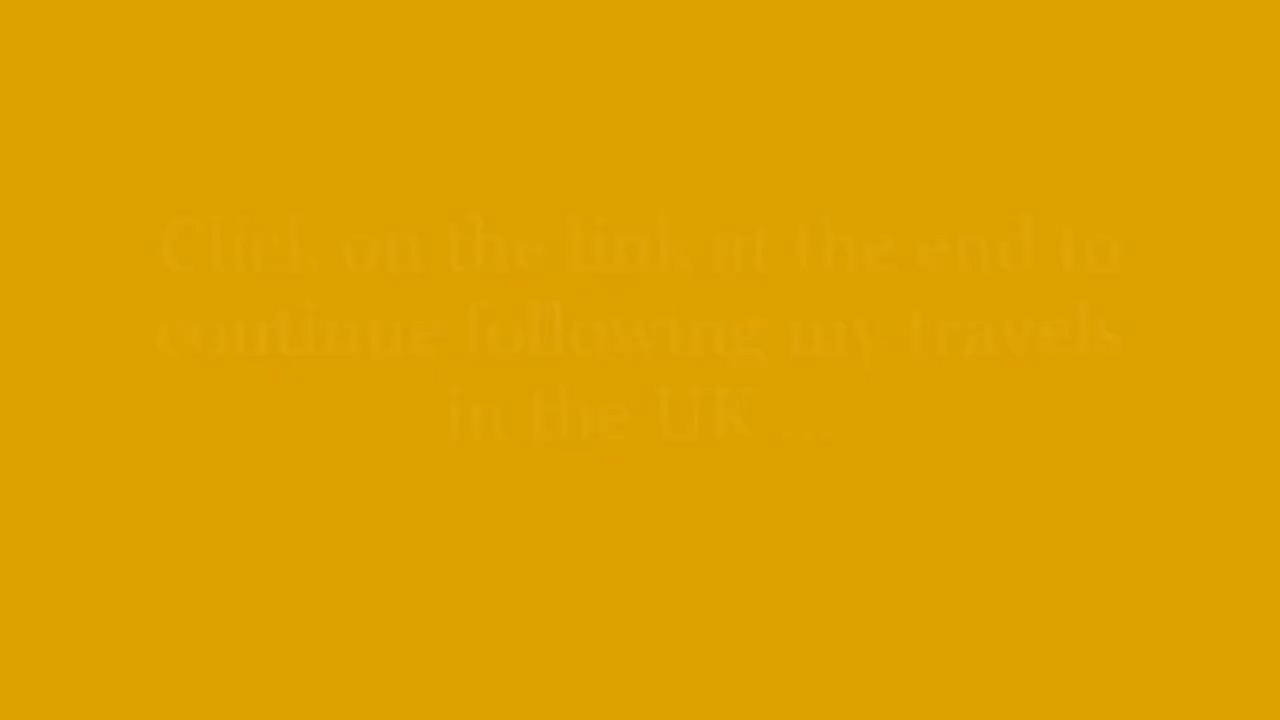 Click on the link at the end to
continue following my travels
in the UK ...